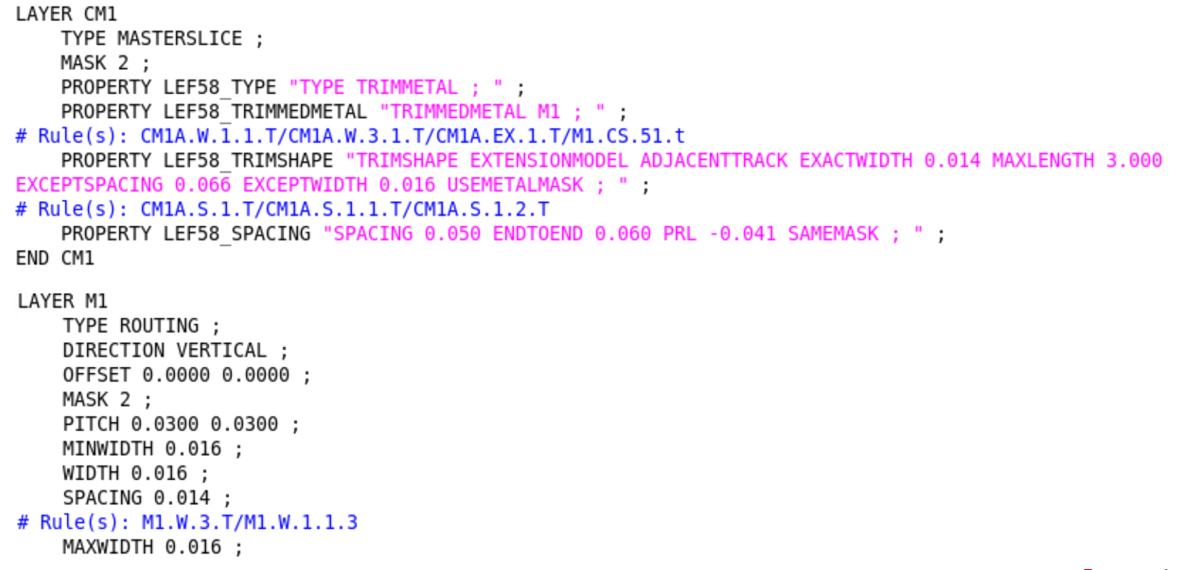 LAYER CM1
TYPE MASTERSLICE ;
MASK 2 ;
PROPERTY LEF58_TYPE "TYPE TRIMMETAL ; " ;
PROPERTY LEF58_TRIMMEDMETAL "TRIMMEDMETAL M1 ; " ;
# Rule(s): CM1A.W.1.1.T/CM1A.W.3.1.T/CM1A.EX.1.T/M1.CS.51.t
PROPERTY LEF58_TRIMSHAPE "TRIMSHAPE EXTENSIONMODEL ADJACENTTRACK EXACTWIDTH 0.014 MAXLENGTH 3.000
EXCEPTSPACING 0.066 EXCEPTWIDTH 0.016 USEMETALMASK ; " ;
# Rule(s): CM1A.S.1.T/CM1A.S.1.1.T/CM1A.S.1.2.T
PROPERTY LEF58_SPACING "SPACING 0.050 ENDTOEND 0.060 PRL -0.041 SAMEMASK ; " ;
END CM1
LAYER M1
TYPE ROUTING ;
DIRECTION VERTICAL ;
OFFSET 0.0000 0.0000 ;
MASK 2 ;
PITCH 0.0300 0.0300 ;
MINWIDTH 0.016 ;
WIDTH 0.016 ;
SPACING 0.014 ;
# Rule(s): M1.W.3.T/M1.W.1.1.3
MAXWIDTH 0.016 ;